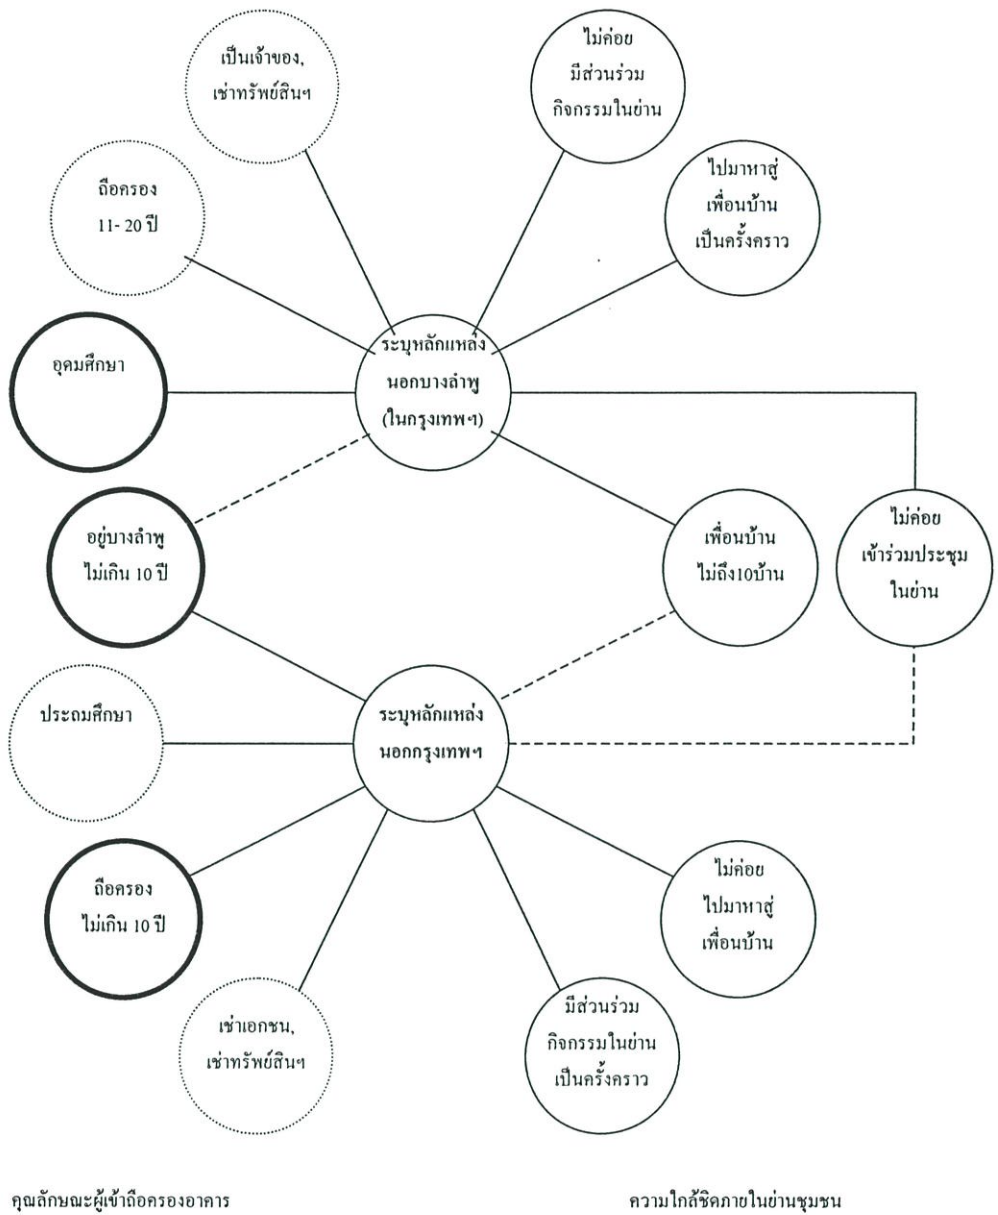 เป็นเจ้าของ,
เช่าทรัพย์สินฯ
ไม่ค่อย
มีส่วนร่วม
กิจกรรมในย่าน
ถือครอง
11- 20 ปี
ไปมาหาสู่
เพื่อนบ้าน
เป็นครั้งคราว
อุดมศึกษา
ระบุหลักแหล่ง
นอกบางลำพู
(ในกรุงเทพฯ)
อยู่บางลำพู
ไม่เกิน 10 ปี
เพื่อนบ้าน
ไม่ถึง10บ้าน
ไม่ค่อย
เข้าร่วมประชุม
ในย่าน
ประถมศึกษา
ระบุหลักแหล่ง
นอกกรุงเทพฯ
ถือครอง
ไม่เกิน 10 ปี
ไม่ค่อย
ไปมาหาสู่
เพื่อนบ้าน
เช่าเอกชน,
เช่าทรัพย์สินฯ
มีส่วนร่วม
กิจกรรมในย่าน
เป็นครั้งคราว
คุณลักษณะผู้เข้าถือครองอาคาร
ความใกล้ชิดภายในย่านชุมชน